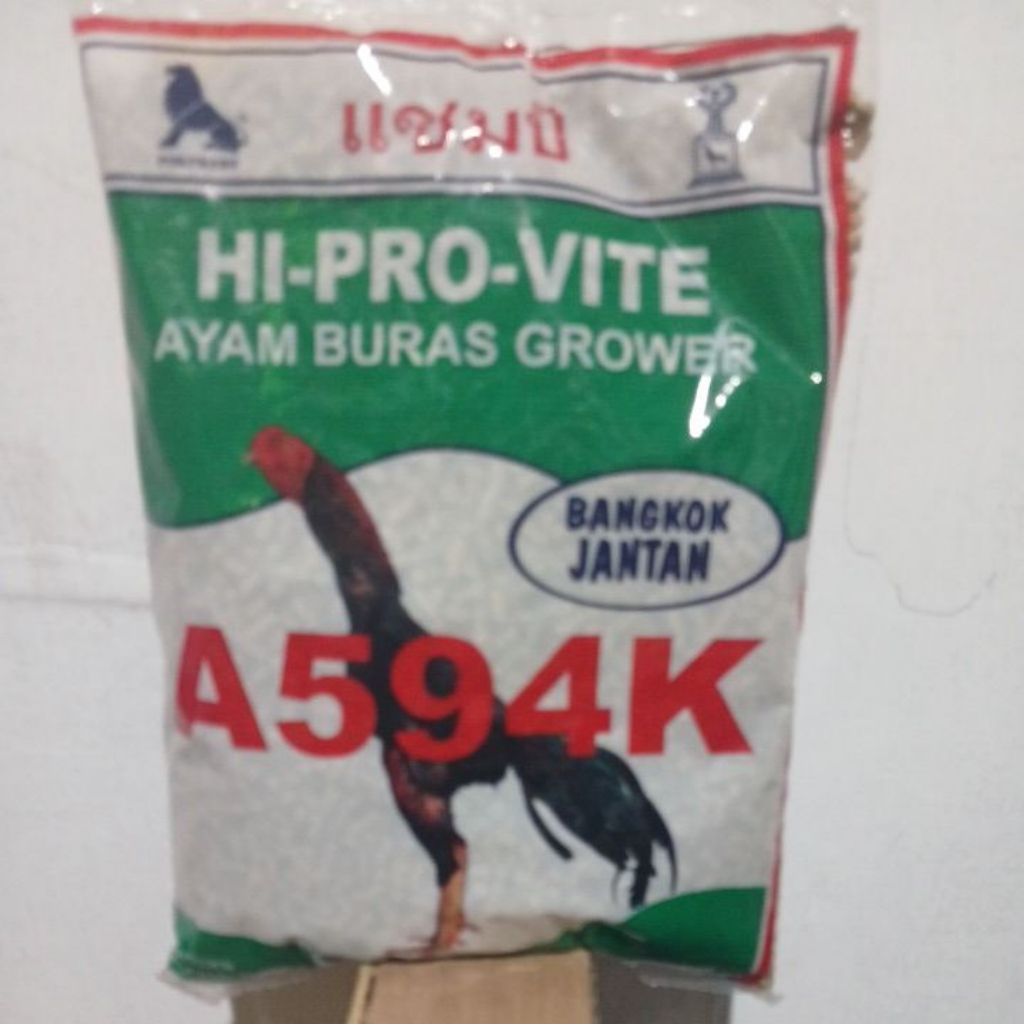 แชมป์
HI-PRO-VITE
AYAM BURAS GROWER
BANGKOK
JANTAN
A594K